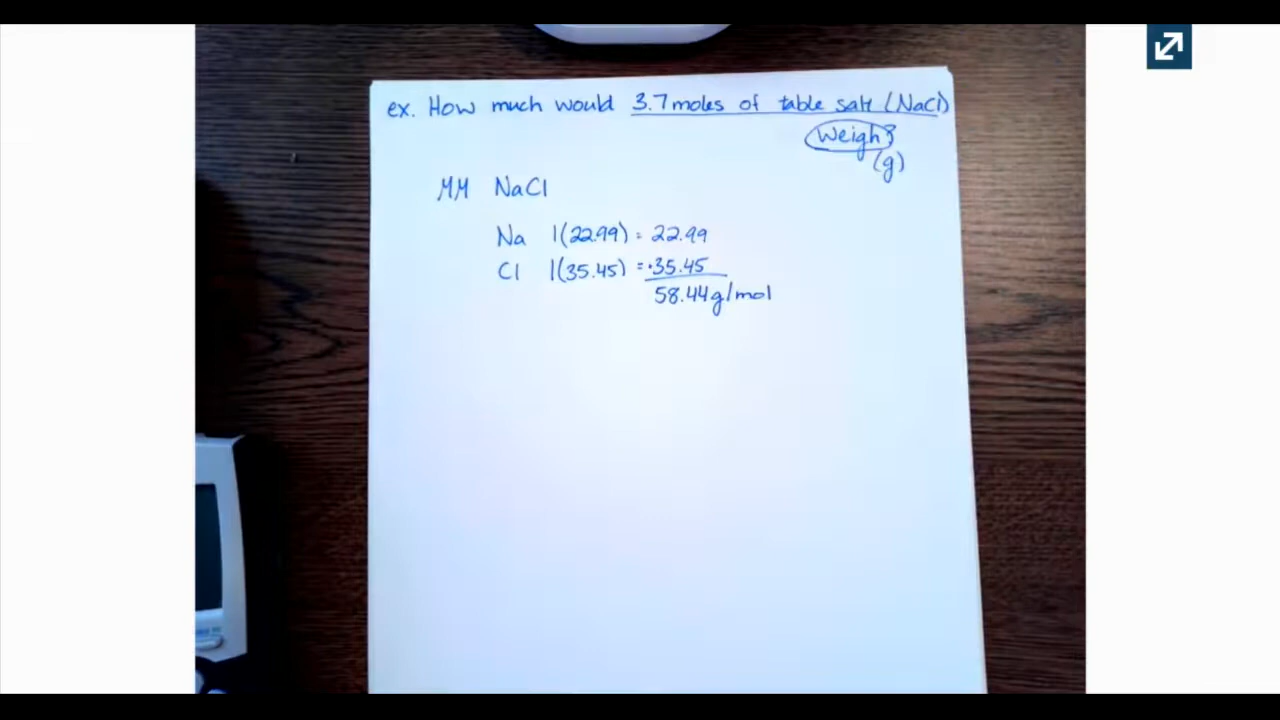 ex. How much would 3.7 moles of table salt (NaCl)
weigh?
(g)
MM NaCl
Na 1(22.99) = 22.99
Cl 1(35.45) = 35.45
58.44 g/mol